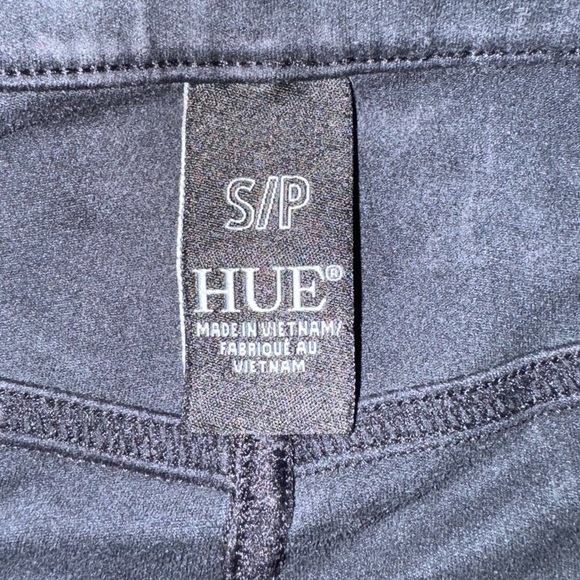 S/P
HUE®
MADE IN VIETNAM/
FABRIQUÉ AU
VIETNAM